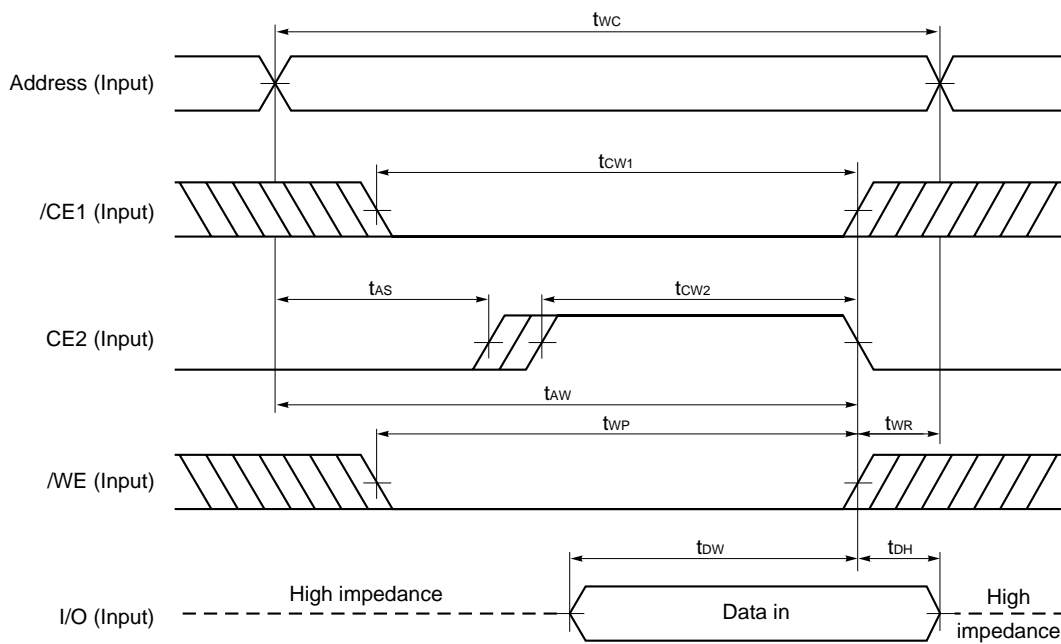 tWC
Address (Input)
tCW1
/CE1 (Input)
tAS
tCW2
CE2 (Input)
tAW
tWP
tWR
/WE (Input)
tDW
tDH
High impedance
I/O (Input)
Data in
High
impedance